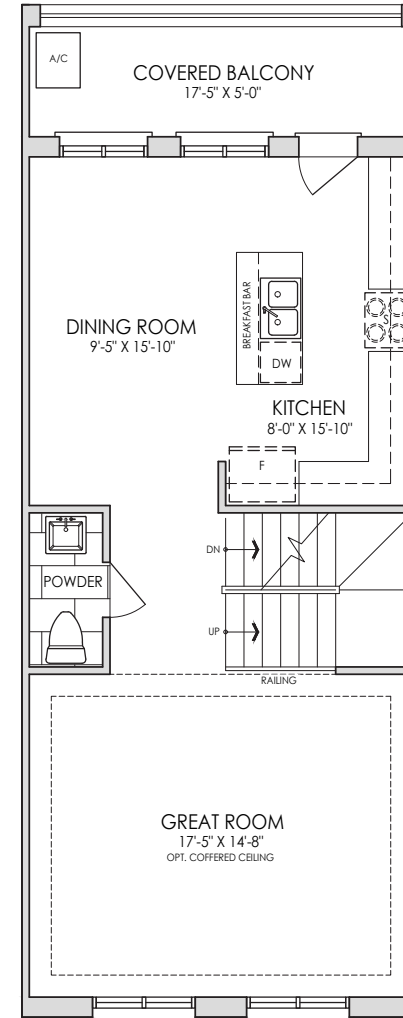 A/C
COVERED BALCONY
17'-5" X 5'-0"
BREAKFAST BAR
S
DINING ROOM
9'-5" X 15'-10"
DW
KITCHEN
8'-0" X 15'-10"
F
DN
POWDER
UP
RAILING
GREAT ROOM
17'-5" X 14'-8"
OPT. COFFERED CEILING